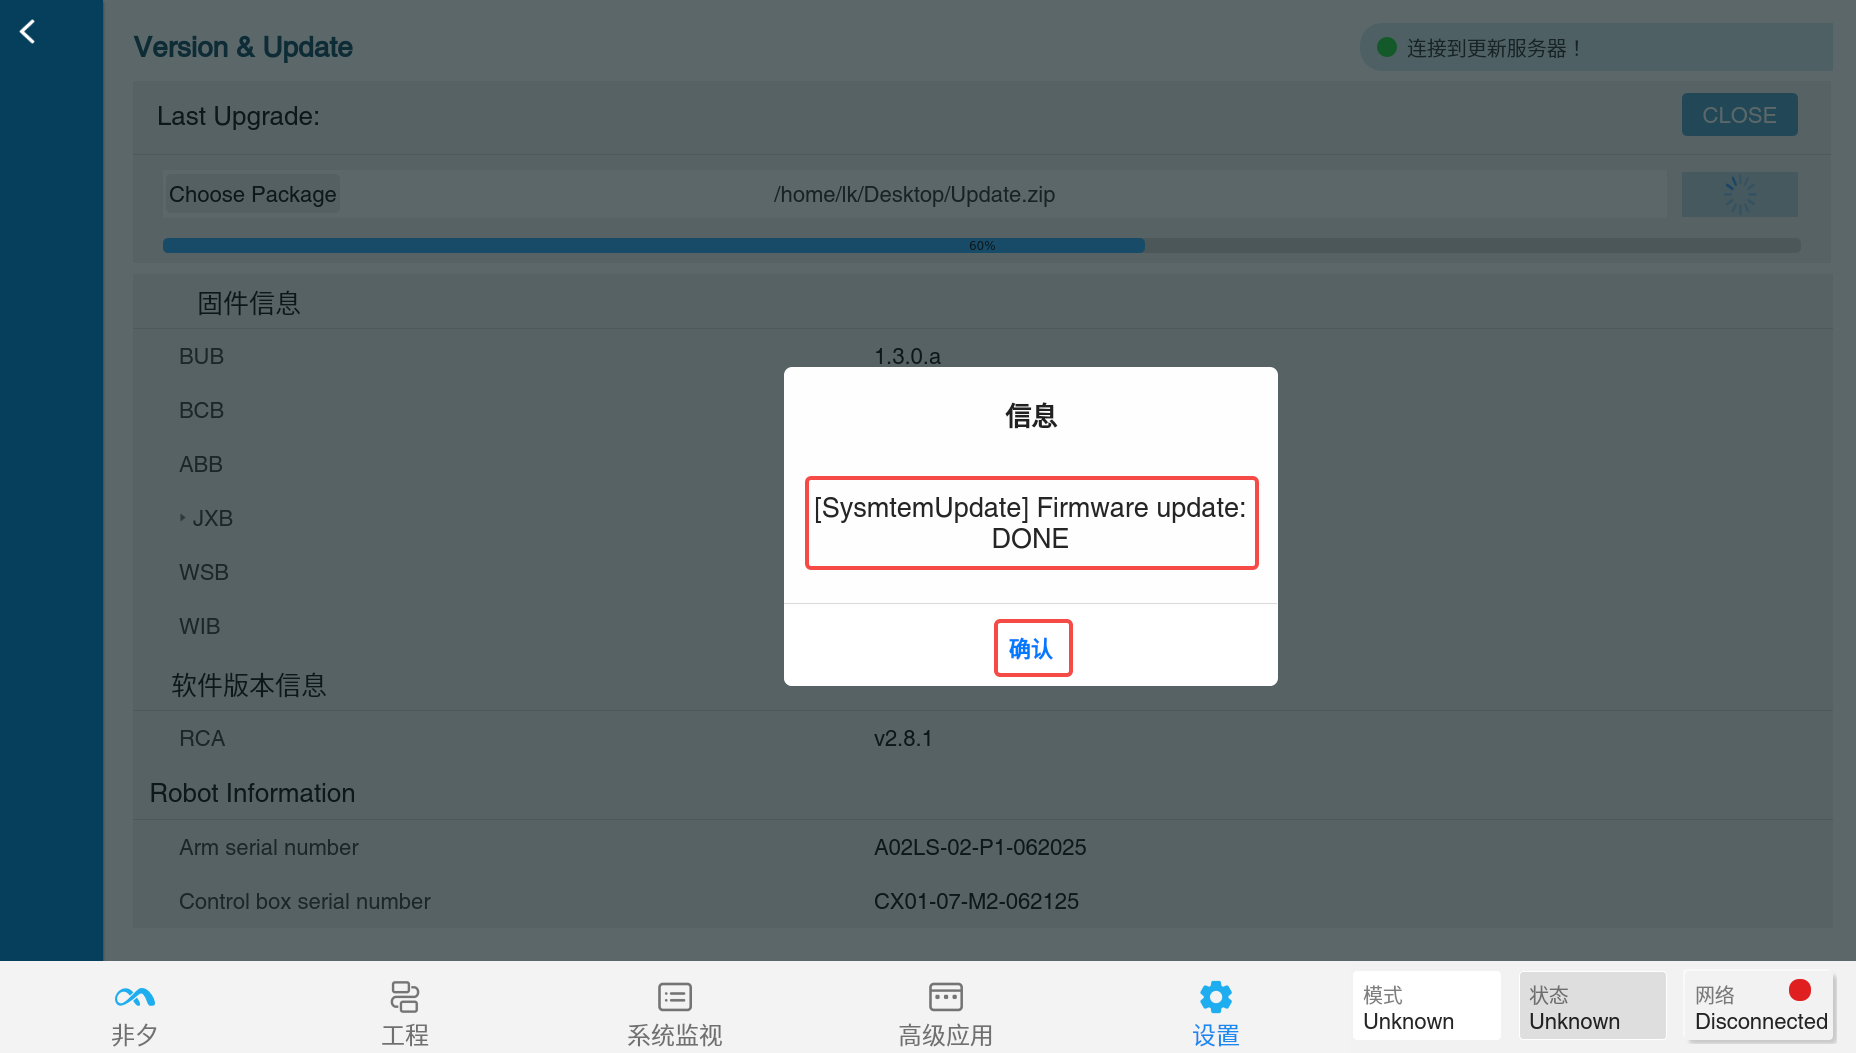 Version & Update
连接到更新服务器！
Last Upgrade:
CLOSE
Choose Package
/home/lk/Desktop/Update.zip
60%
固件信息
BUB
1.3.0.a
BCB
ABB
JXB
WSB
WIB
信息
[SysmtemUpdate] Firmware update:
DONE
确认
软件版本信息
RCA
v2.8.1
Robot Information
Arm serial number
A02LS-02-P1-062025
Control box serial number
CX01-07-M2-062125
非夕
工程
系统监视
高级应用
设置
模式
Unknown
状态
Unknown
网络
Disconnected